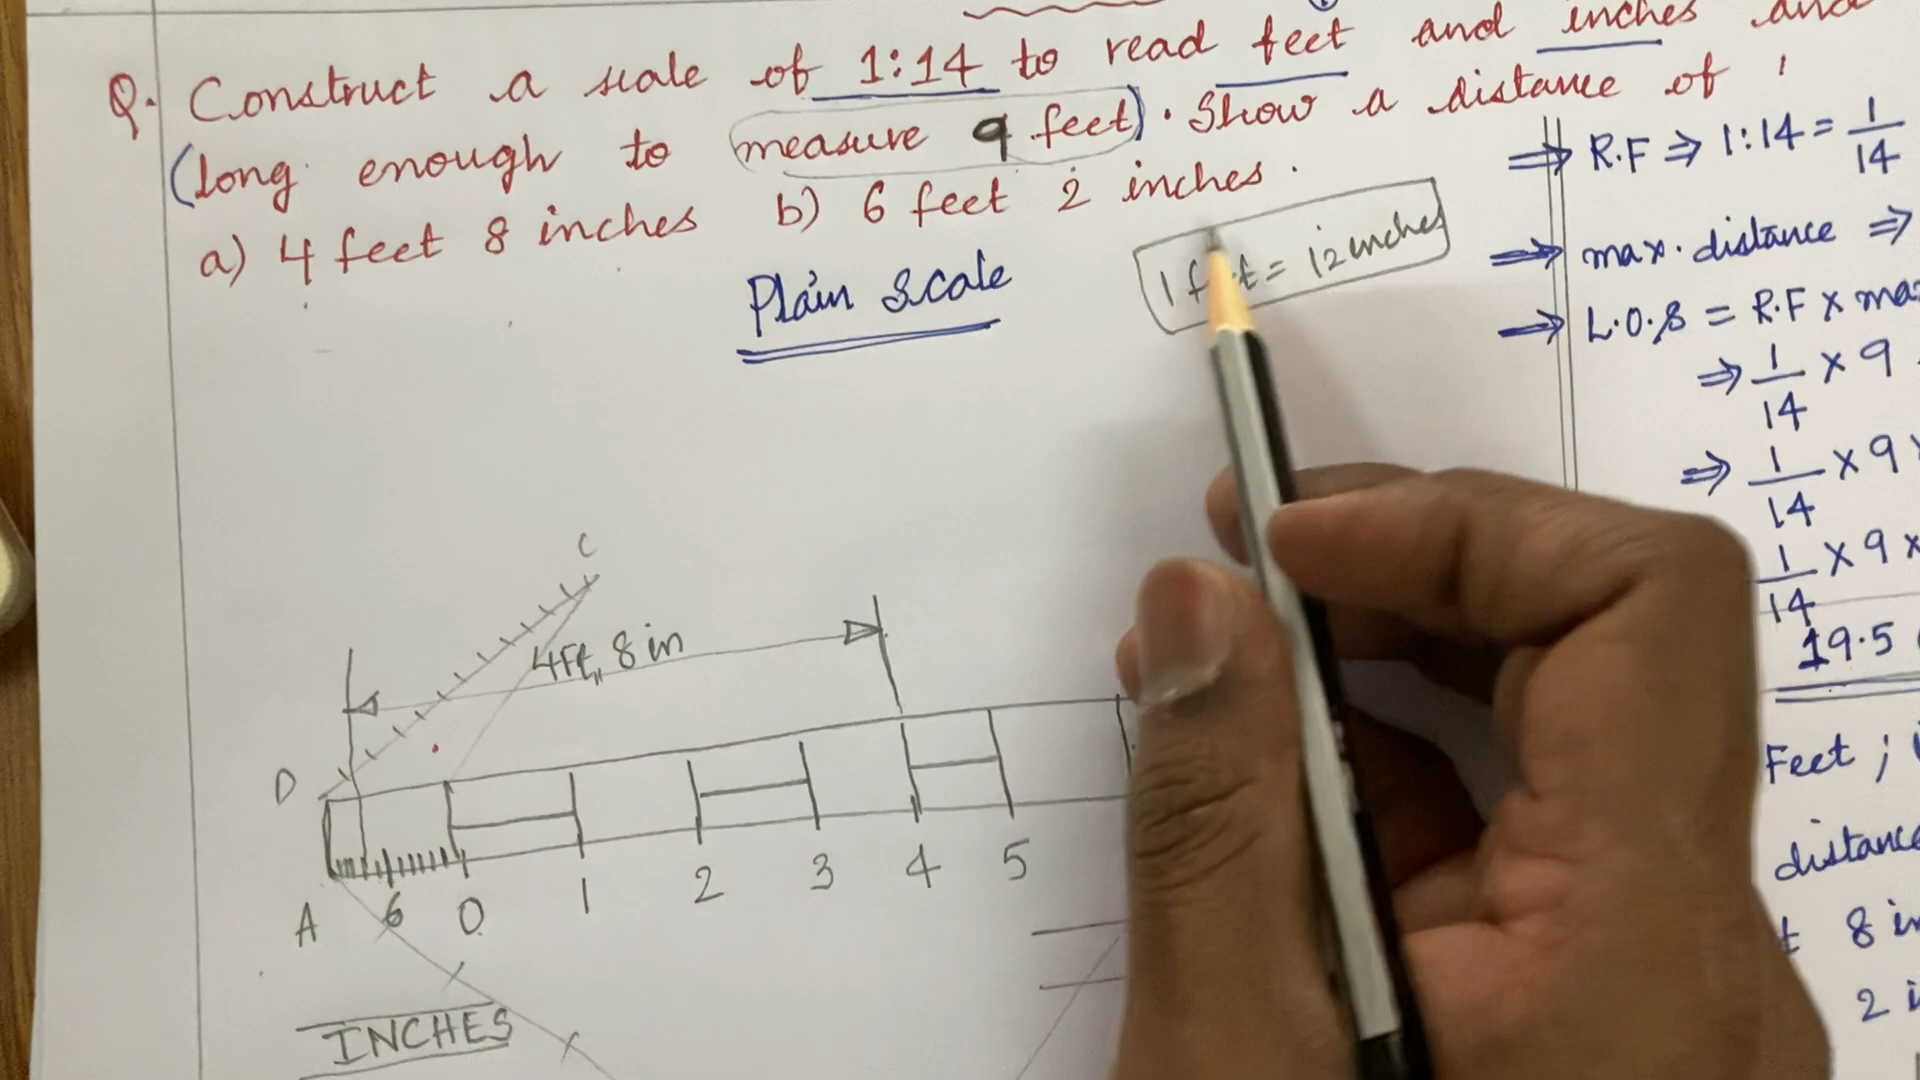 Q. Construct a scale of 1:14 to read feet and inches and
(long enough to measure 9 feet). Show a distance of
a) 4 feet 8 inches b) 6 feet 2 inches.
Plain Scale
= 12 inches
⇒ R.F ⇒ 1:14 = 1/14
⇒ max. distance ⇒
⇒ L.O.S = R.F X max
⇒ 1/14 X 9
⇒ 1/14 X 9 X
1/14 X 9 X
19.5
C
4Ft, 8 in
D
A 6 0 1 2 3 4 5
INCHES
Feet ;
distance
8 in
2 i